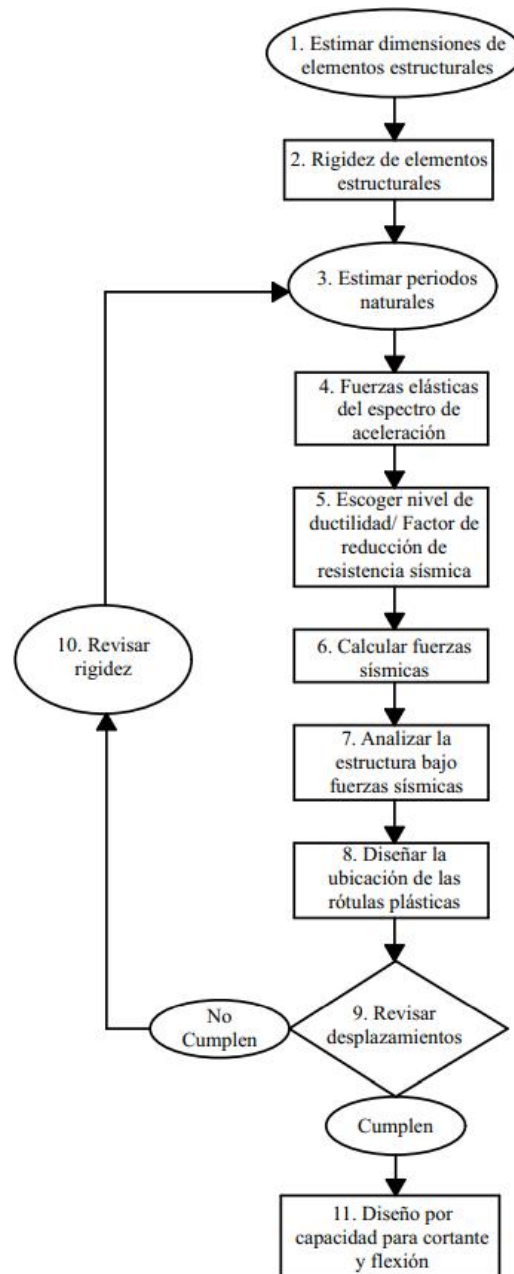 1. Estimar dimensiones de
elementos estructurales
2. Rigidez de elementos
estructurales
3. Estimar periodos
naturales
4. Fuerzas elásticas
del espectro de
aceleración
5. Escoger nivel de
ductilidad/ Factor de
reducción de
resistencia sísmica
10. Revisar
rigidez
6. Calcular fuerzas
sísmicas
7. Analizar la
estructura bajo
fuerzas sísmicas
8. Diseñar la
ubicación de las
rótulas plásticas
No
Cumplen
9. Revisar
desplazamientos
Cumplen
11. Diseño por
capacidad para cortante
y flexión